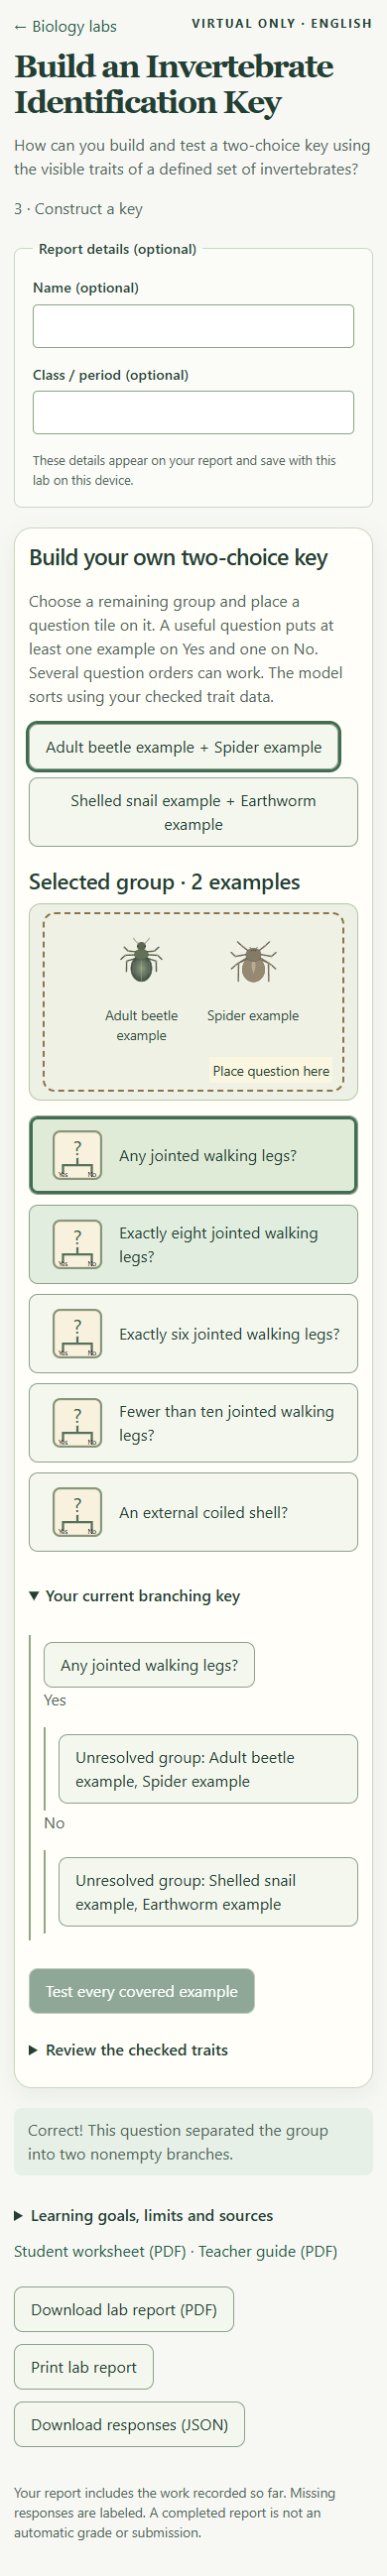 ← Biology labs
VIRTUAL ONLY · ENGLISH
Build an Invertebrate
Identification Key
How can you build and test a two-choice key using
the visible traits of a defined set of invertebrates?
3 · Construct a key
Report details (optional)
Name (optional)
Class / period (optional)
These details appear on your report and save with this
lab on this device.
Build your own two-choice key
Choose a remaining group and place a
question tile on it. A useful question puts at
least one example on Yes and one on No.
Several question orders can work. The model
sorts using your checked trait data.
Adult beetle example + Spider example
Shelled snail example + Earthworm
example
Selected group · 2 examples
Adult beetle
example
Spider example
Place question here
?
Yes No
Any jointed walking legs?
?
Yes No
Exactly eight jointed walking
legs?
?
Yes No
Exactly six jointed walking legs?
?
Yes No
Fewer than ten jointed walking
legs?
?
Yes No
An external coiled shell?
▼ Your current branching key
Any jointed walking legs?
Yes
Unresolved group: Adult beetle
example, Spider example
No
Unresolved group: Shelled snail
example, Earthworm example
Test every covered example
▶ Review the checked traits
Correct! This question separated the group
into two nonempty branches.
▶ Learning goals, limits and sources
Student worksheet (PDF) · Teacher guide (PDF)
Download lab report (PDF)
Print lab report
Download responses (JSON)
Your report includes the work recorded so far. Missing
responses are labeled. A completed report is not an
automatic grade or submission.